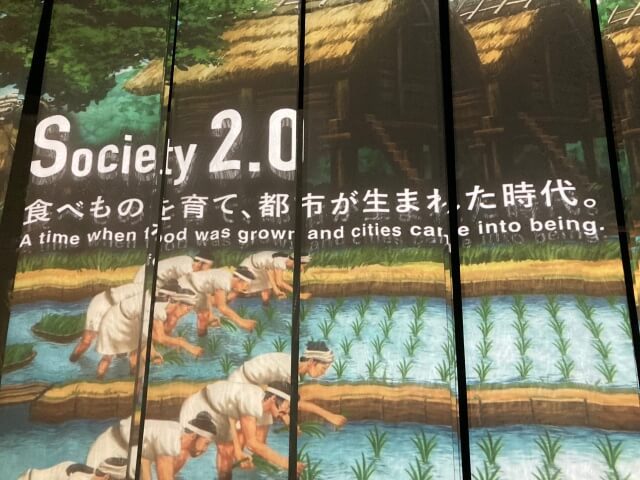 Society 2.0
食べものを育て、都市が生まれた時代。
A time when food was grown and cities came into being.